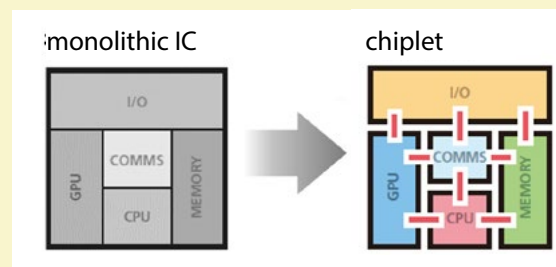 monolithic IC
chiplet
I/O
GPU
COMMS
CPU
MEMORY
I/O
GPU
COMMS
CPU
MEMORY